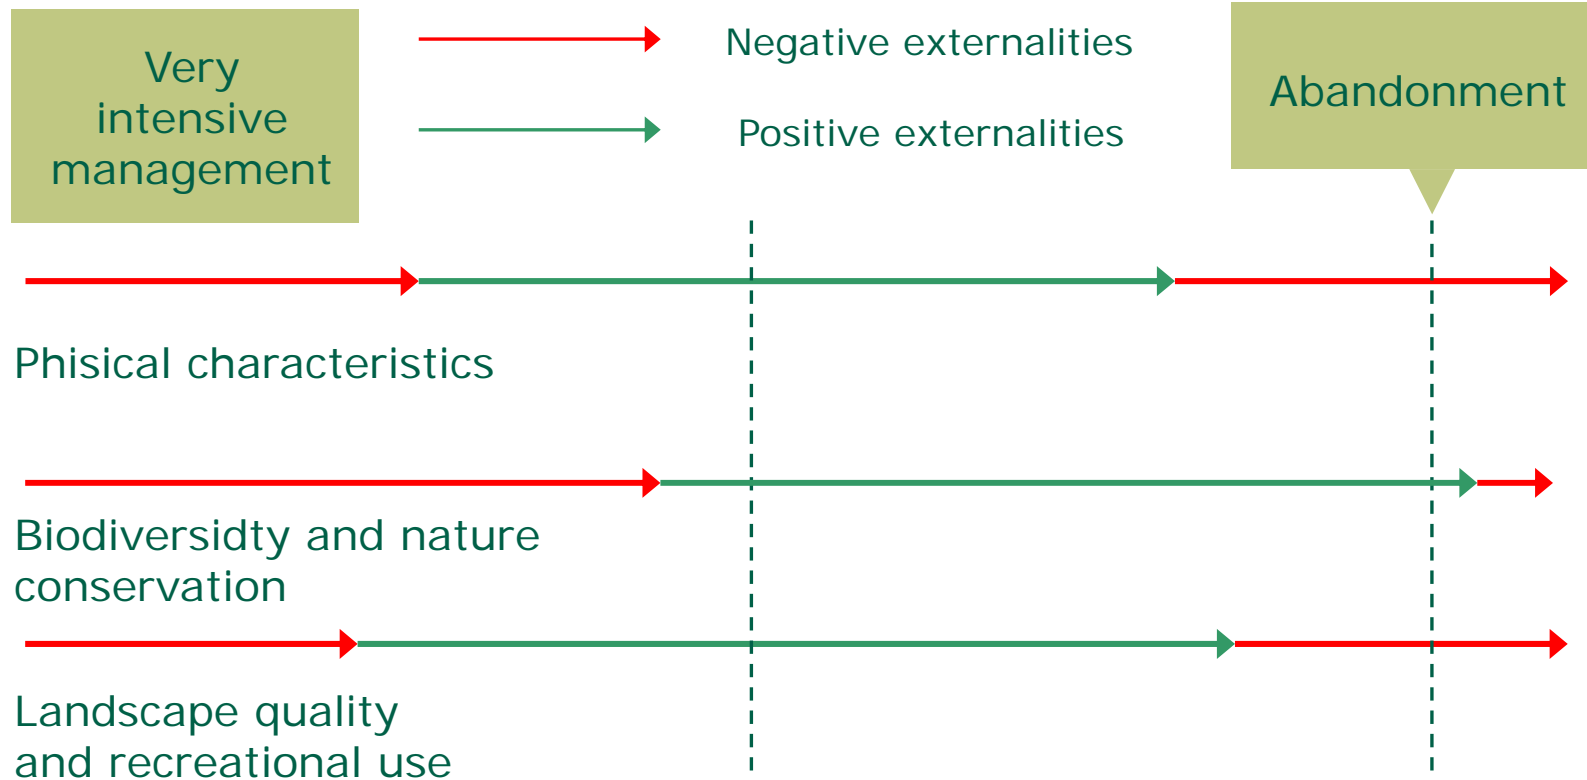 Very
intensive
management
Negative externalities
Positive externalities
Abandonment
Phisical characteristics
Biodiversidty and nature
conservation
Landscape quality
and recreational use